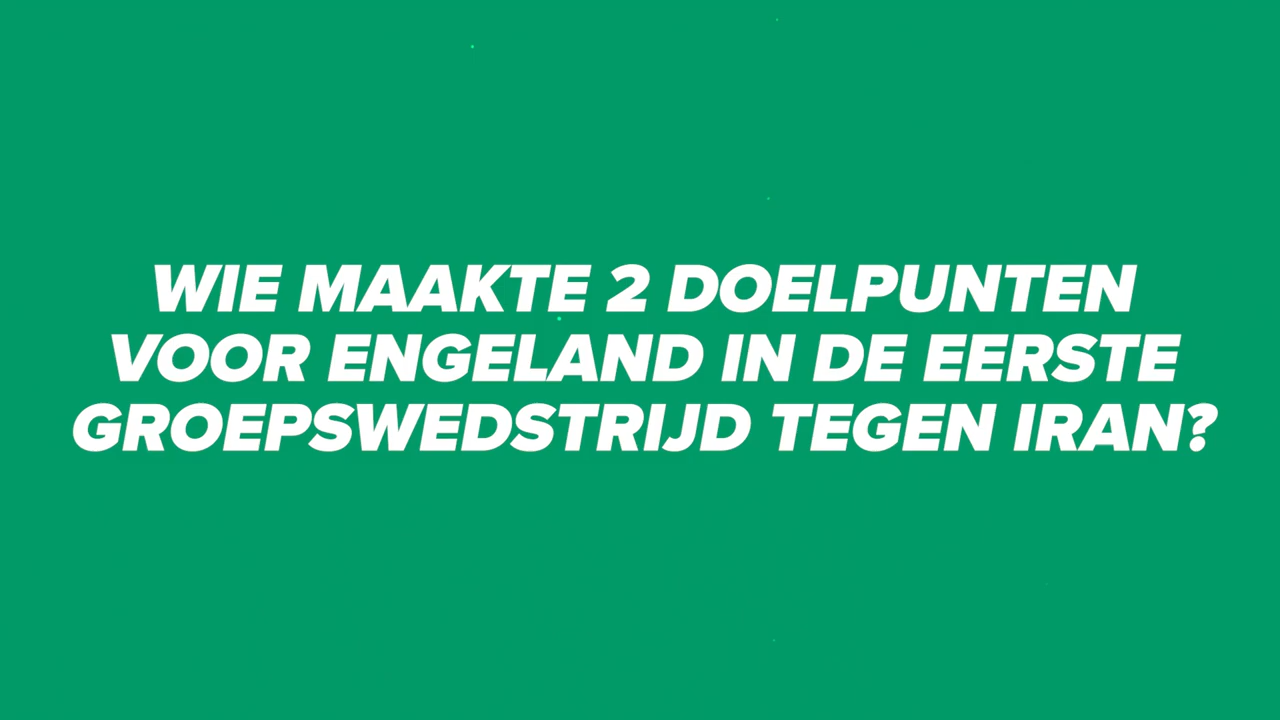 WIE MAAKTE 2 DOELPUNTEN
VOOR ENGELAND IN DE EERSTE
GROEPSWEDSTRIJD TEGEN IRAN?